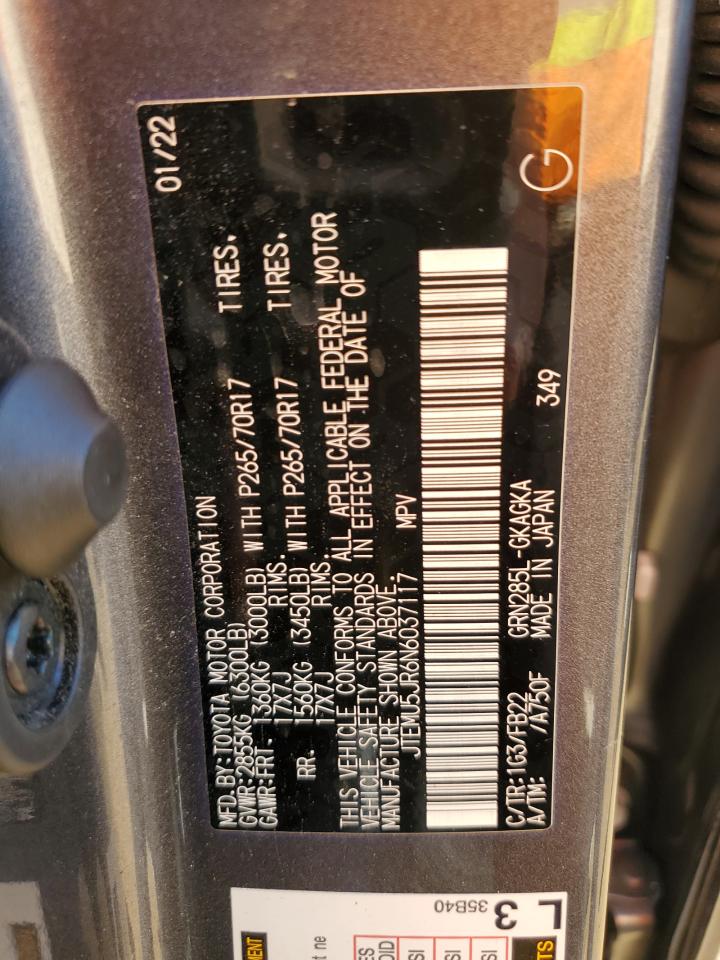 MFD.BY:TOYOTA MOTOR CORPORATION 01/22
GVWR:2855KG (6300LB)
GAWR:FRT. 1360KG (3000LB) WITH P265/70R17 TIRES,
17X7J RIMS.
RR. 1560KG (3450LB) WITH P265/70R17 TIRES,
17X7J RIMS.
THIS VEHICLE CONFORMS TO ALL APPLICABLE FEDERAL MOTOR
VEHICLE SAFETY STANDARDS IN EFFECT ON THE DATE OF
MANUFACTURE SHOWN ABOVE.
JTEMU5JR6N6037117 MPV
C/TR:1G3/FB22 GRN285L-GKAGKA
A/TM: /A750F MADE IN JAPAN 349 G
L3
35B40